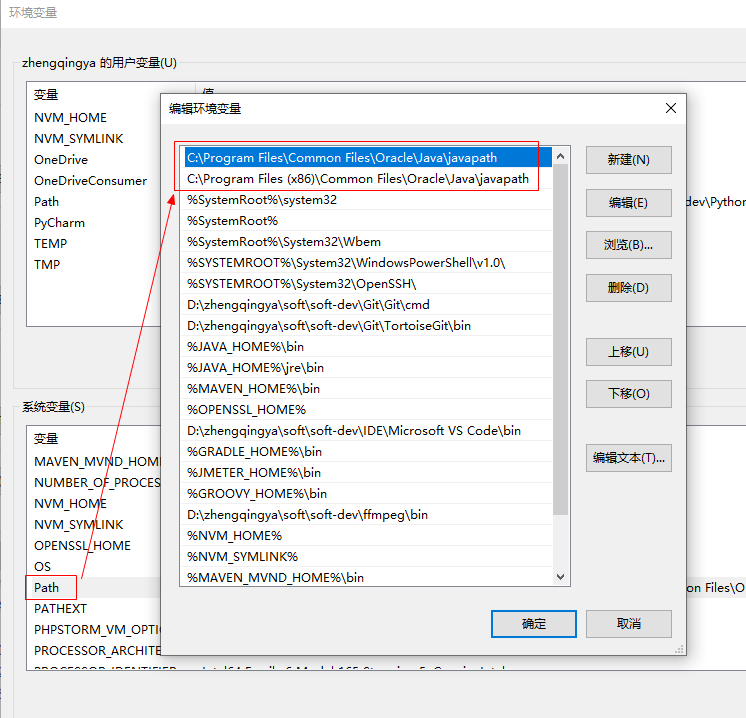 环境变量
zhengqingya 的用户变量(U)
变量
值
NVM_HOME
NVM_SYMLINK
OneDrive
OneDriveConsumer
Path
dev\Python
PyCharm
TEMP
TMP
系统变量(S)
变量
MAVEN_MVND_HOM
NUMBER_OF_PROCES
NVM_HOME
NVM_SYMLINK
OPENSSL_HOME
OS
Path
on Files\O
PATHEXT
PHPSTORM_VM_OPTI
PROCESSOR_ARCHITE
PROCESSOR_IDENTIFIER
编辑环境变量
C:\Program Files\Common Files\Oracle\Java\javapath
C:\Program Files (x86)\Common Files\Oracle\Java\javapath
%SystemRoot%\system32
%SystemRoot%
%SystemRoot%\System32\Wbem
%SYSTEMROOT%\System32\WindowsPowerShell\v1.0\
%SYSTEMROOT%\System32\OpenSSH\
D:\zhengqingya\soft\soft-dev\Git\Git\cmd
D:\zhengqingya\soft\soft-dev\Git\TortoiseGit\bin
%JAVA_HOME%\bin
%JAVA_HOME%\jre\bin
%MAVEN_HOME%\bin
%OPENSSL_HOME%
D:\zhengqingya\soft\soft-dev\IDE\Microsoft VS Code\bin
%GRADLE_HOME%\bin
%JMETER_HOME%\bin
%GROOVY_HOME%\bin
D:\zhengqingya\soft\soft-dev\ffmpeg\bin
%NVM_HOME%
%NVM_SYMLINK%
%MAVEN_MVND_HOME%\bin
新建(N)
编辑(E)
浏览(B)...
删除(D)
上移(U)
下移(O)
编辑文本(T)...
确定
取消